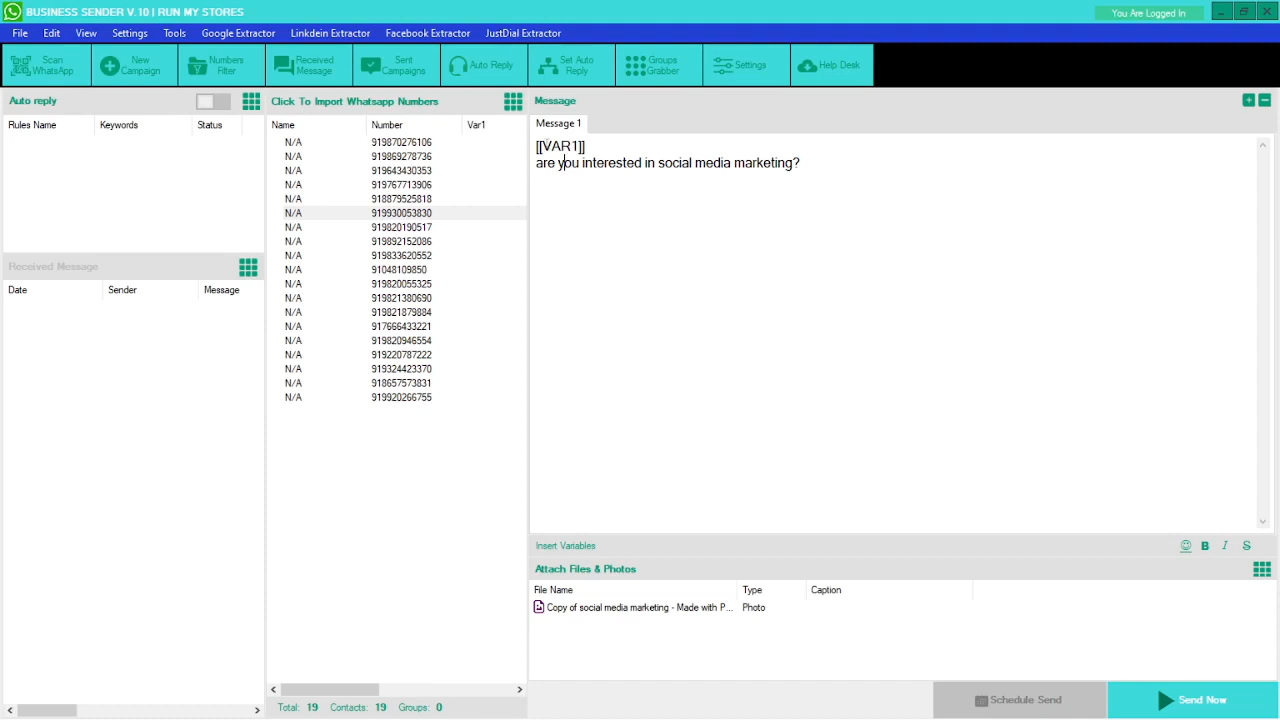 BUSINESS SENDER V.10 | RUN MY STORES
You Are Logged In
File Edit View Settings Tools Google Extractor Linkdein Extractor Facebook Extractor JustDial Extractor
Scan WhatsApp
New Campaign
Numbers Filter
Received Message
Sent Campaigns
Auto Reply
Set Auto Reply
Groups Grabber
Settings
Help Desk
Auto reply
Rules Name Keywords Status
Received Message
Date Sender Message
Click To Import Whatsapp Numbers
Name Number Var1
N/A 919870276106
N/A 919869278736
N/A 919643430353
N/A 919767713906
N/A 918879525818
N/A 919930053830
N/A 919820190517
N/A 919892152086
N/A 919833620552
N/A 91048109850
N/A 919820055325
N/A 919821380690
N/A 919821879884
N/A 917666433221
N/A 919820946554
N/A 919220787222
N/A 919324423370
N/A 918657573831
N/A 919920266755
Total: 19 Contacts: 19 Groups: 0
Message
Message 1
[[VAR1]]
are you interested in social media marketing?
Insert Variables
B I S
Attach Files & Photos
File Name Type Caption
Copy of social media marketing - Made with P... Photo
Schedule Send
Send Now